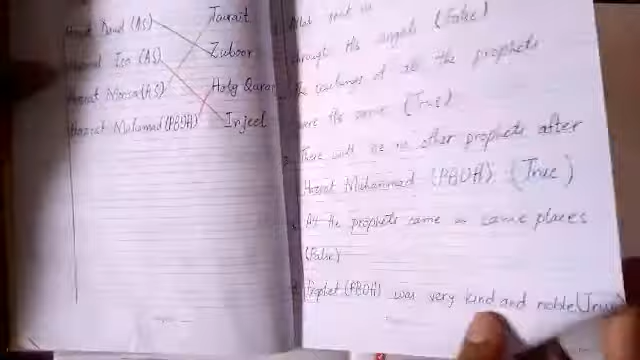 Hazrat Daud (AS)
Taurait
Hazrat Isa (AS)
Zuboor
Hazrat Moosa (AS)
Holy Quran
Hazrat Mohamad (PBUH)
Injeel
through His angels (False)
The teachings of all the prophets
were the same (True)
There will be no other prophets after
Hazrat Muhammad (PBUH). (True)
All the prophets came in same places
(False)
Prophet (PBUH) was very kind and noble (True)